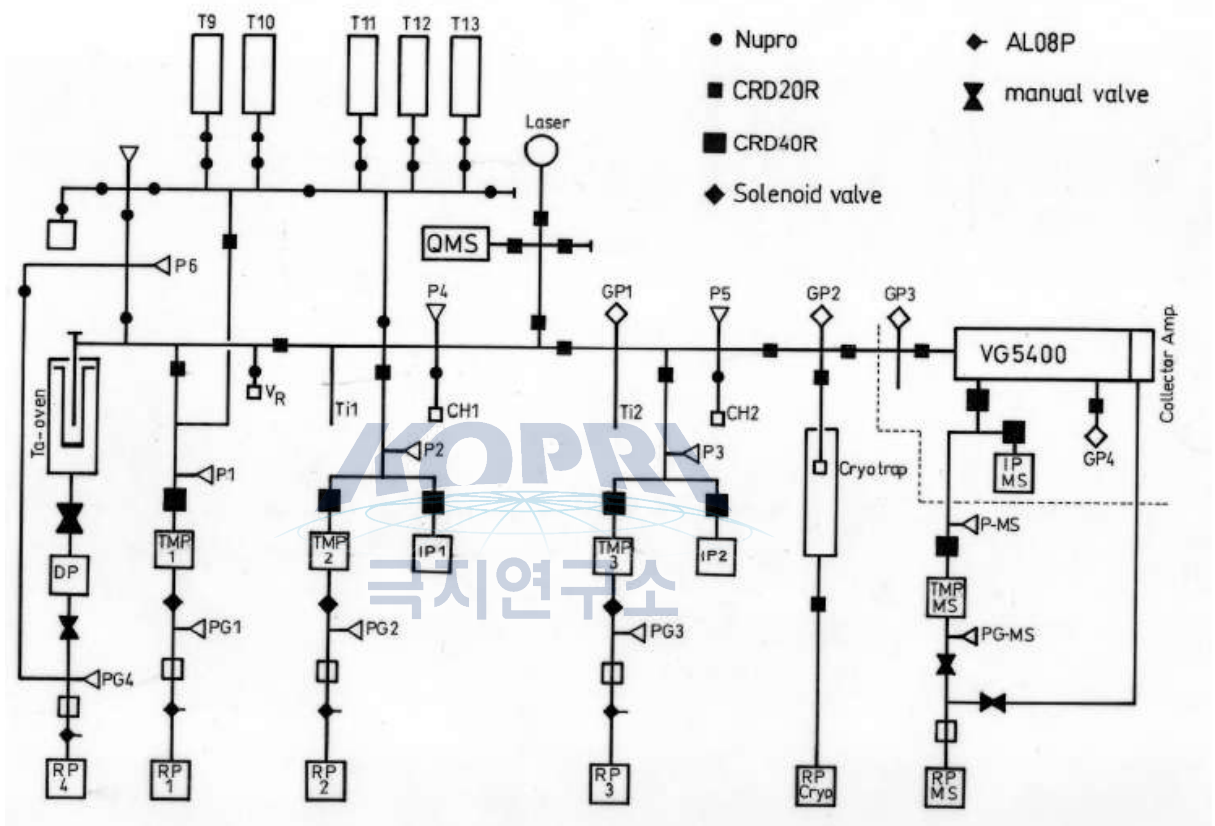 T9 T10 T11 T12 T13
Nupro
CRD20R
CRD40R
Solenoid valve
AL08P
manual valve
Laser
QMS
P6
P4
GP1
P5
GP2
GP3
VG5400
Collector Amp.
Ta-oven
VR
Ti1
CH1
Ti2
CH2
Cryotrap
GP4
IP
MS
P1
P2
P3
KOPRI
극지연구소
P-MS
DP
TMP
1
TMP
2
IP1
TMP
3
IP2
TMP
MS
PG1
PG2
PG3
PG-MS
PG4
RP
4
RP
1
RP
2
RP
3
RP
Cryo
RP
MS